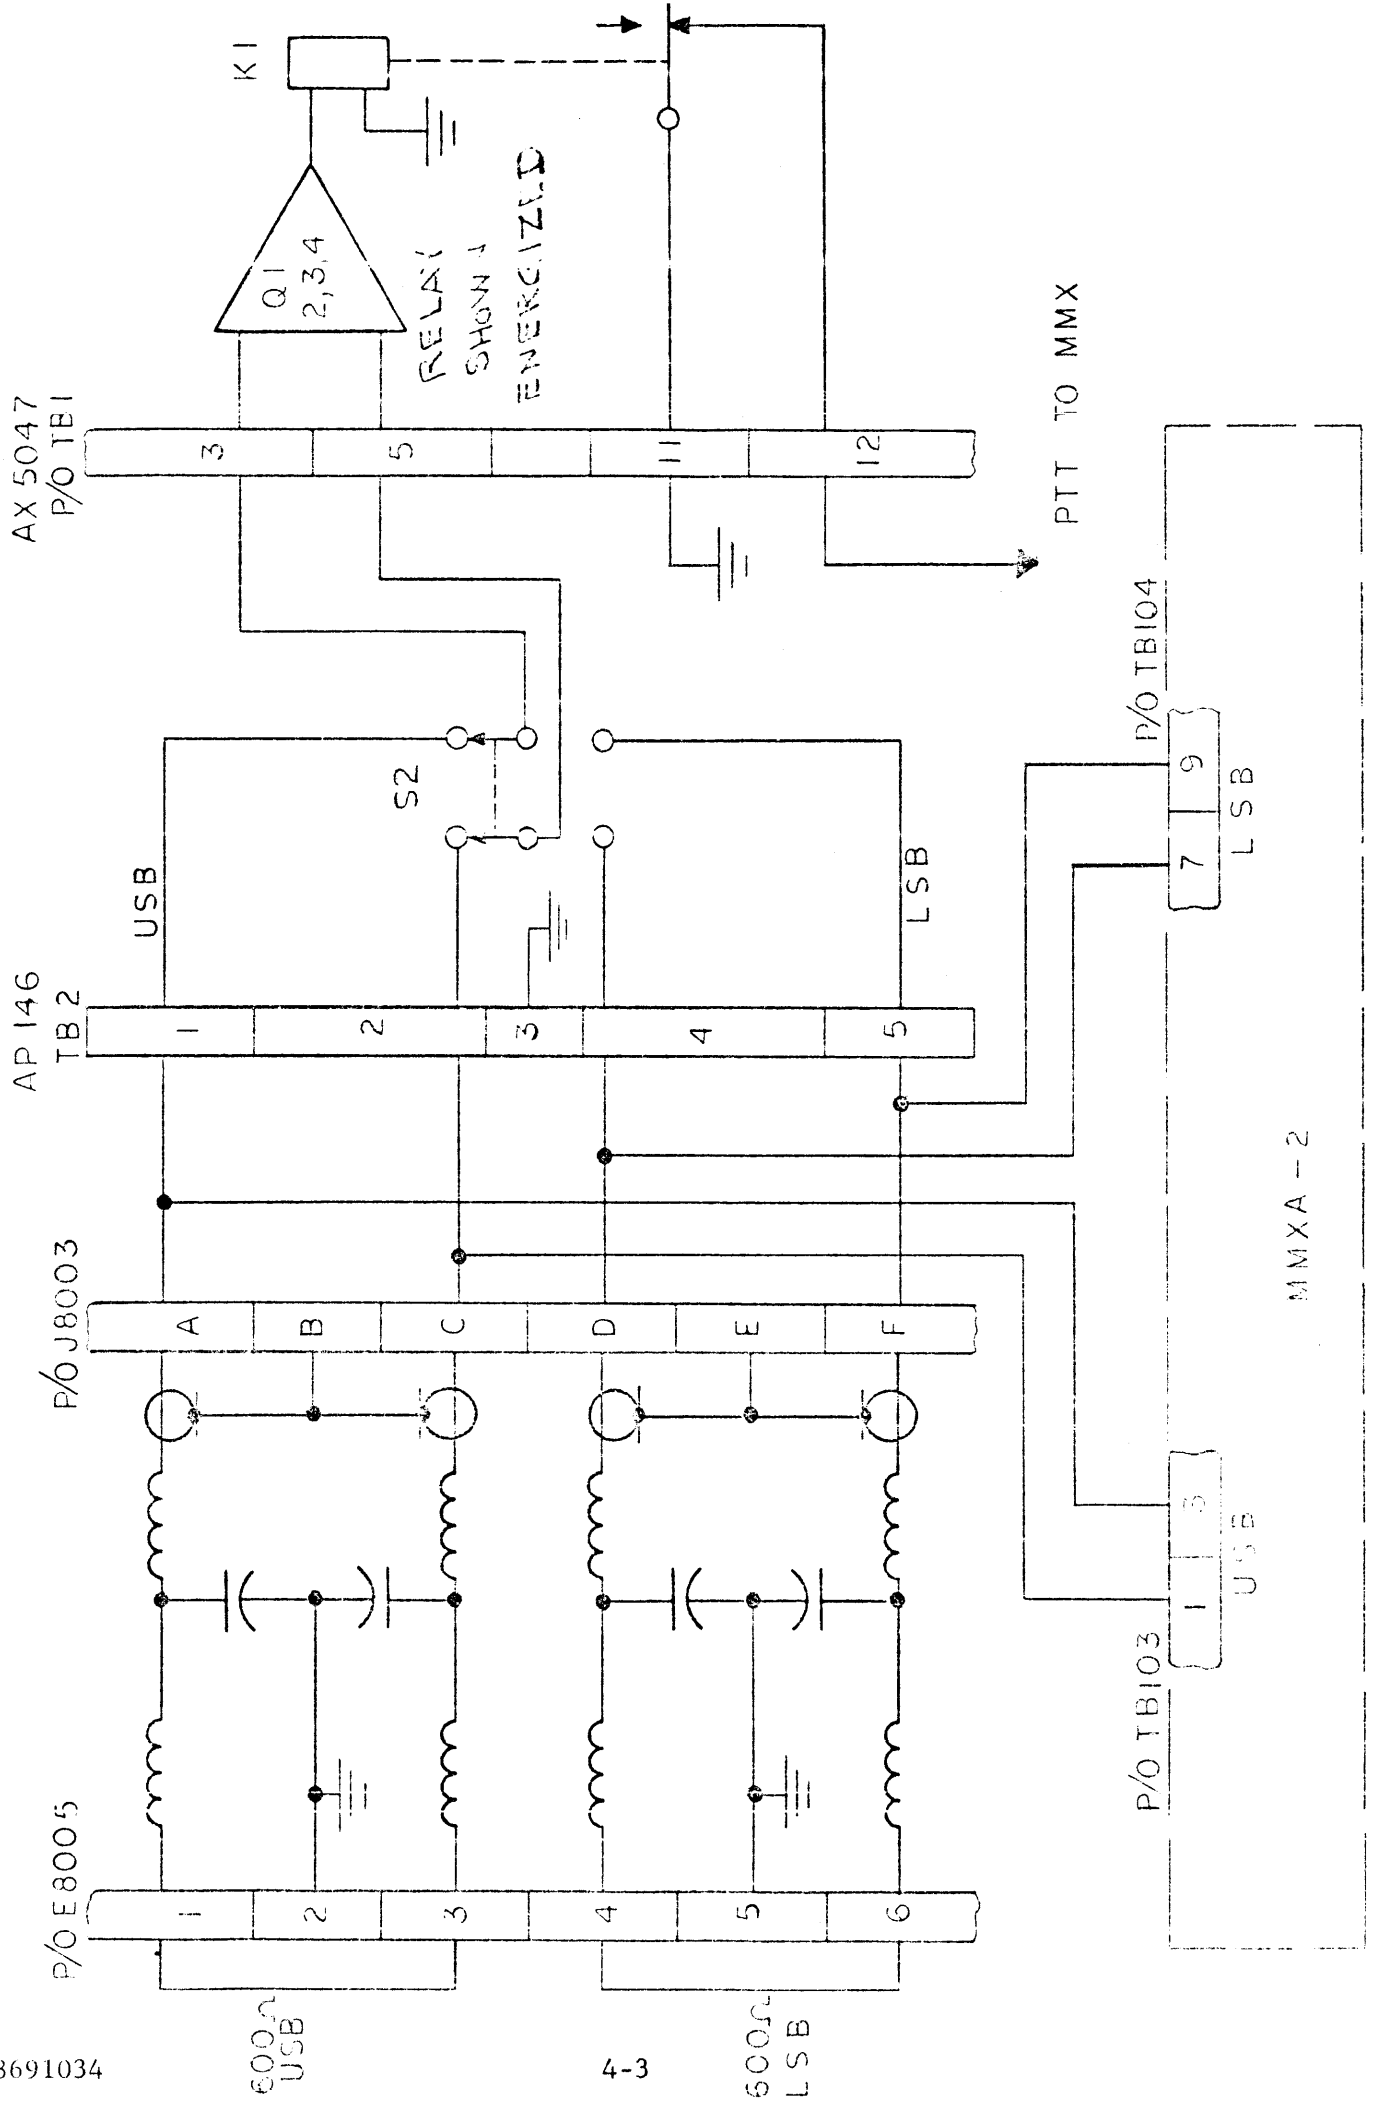 P/O E8005
P/O J8003
AP 146
TB 2
AX 5047
P/O TB1
600Ω
USB
600Ω
LSB
1
2
3
4
5
6
A
B
C
D
E
F
1
2
3
4
5
USB
LSB
S2
3
5
11
12
Q1
2,3,4
K1
RELAY
SHOWN
ENERGIZED
PTT TO MMX
P/O TB103
1
3
USB
P/O TB104
7
9
LSB
MMXA-2
4-3
8691034